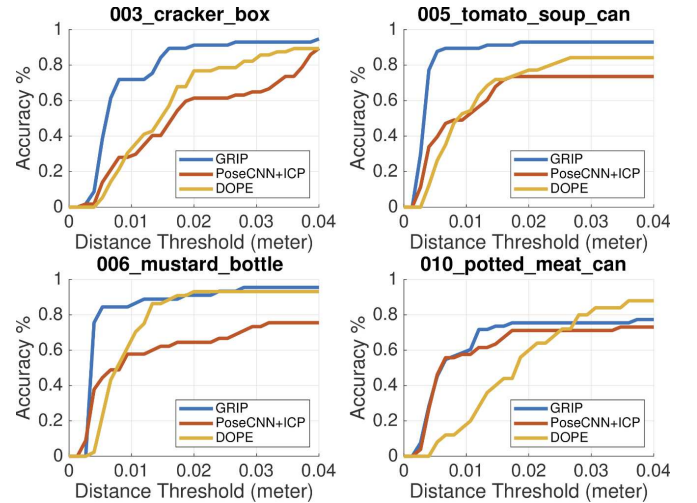 003_cracker_box
1
0.8
0.6
0.4
0.2
0
Accuracy %
GRIP
PoseCNN+ICP
DOPE
0 0.01 0.02 0.03 0.04
Distance Threshold (meter)
005_tomato_soup_can
1
0.8
0.6
0.4
0.2
0
Accuracy %
GRIP
PoseCNN+ICP
DOPE
0 0.01 0.02 0.03 0.04
Distance Threshold (meter)
006_mustard_bottle
1
0.8
0.6
0.4
0.2
0
Accuracy %
GRIP
PoseCNN+ICP
DOPE
0 0.01 0.02 0.03 0.04
Distance Threshold (meter)
010_potted_meat_can
1
0.8
0.6
0.4
0.2
0
Accuracy %
GRIP
PoseCNN+ICP
DOPE
0 0.01 0.02 0.03 0.04
Distance Threshold (meter)